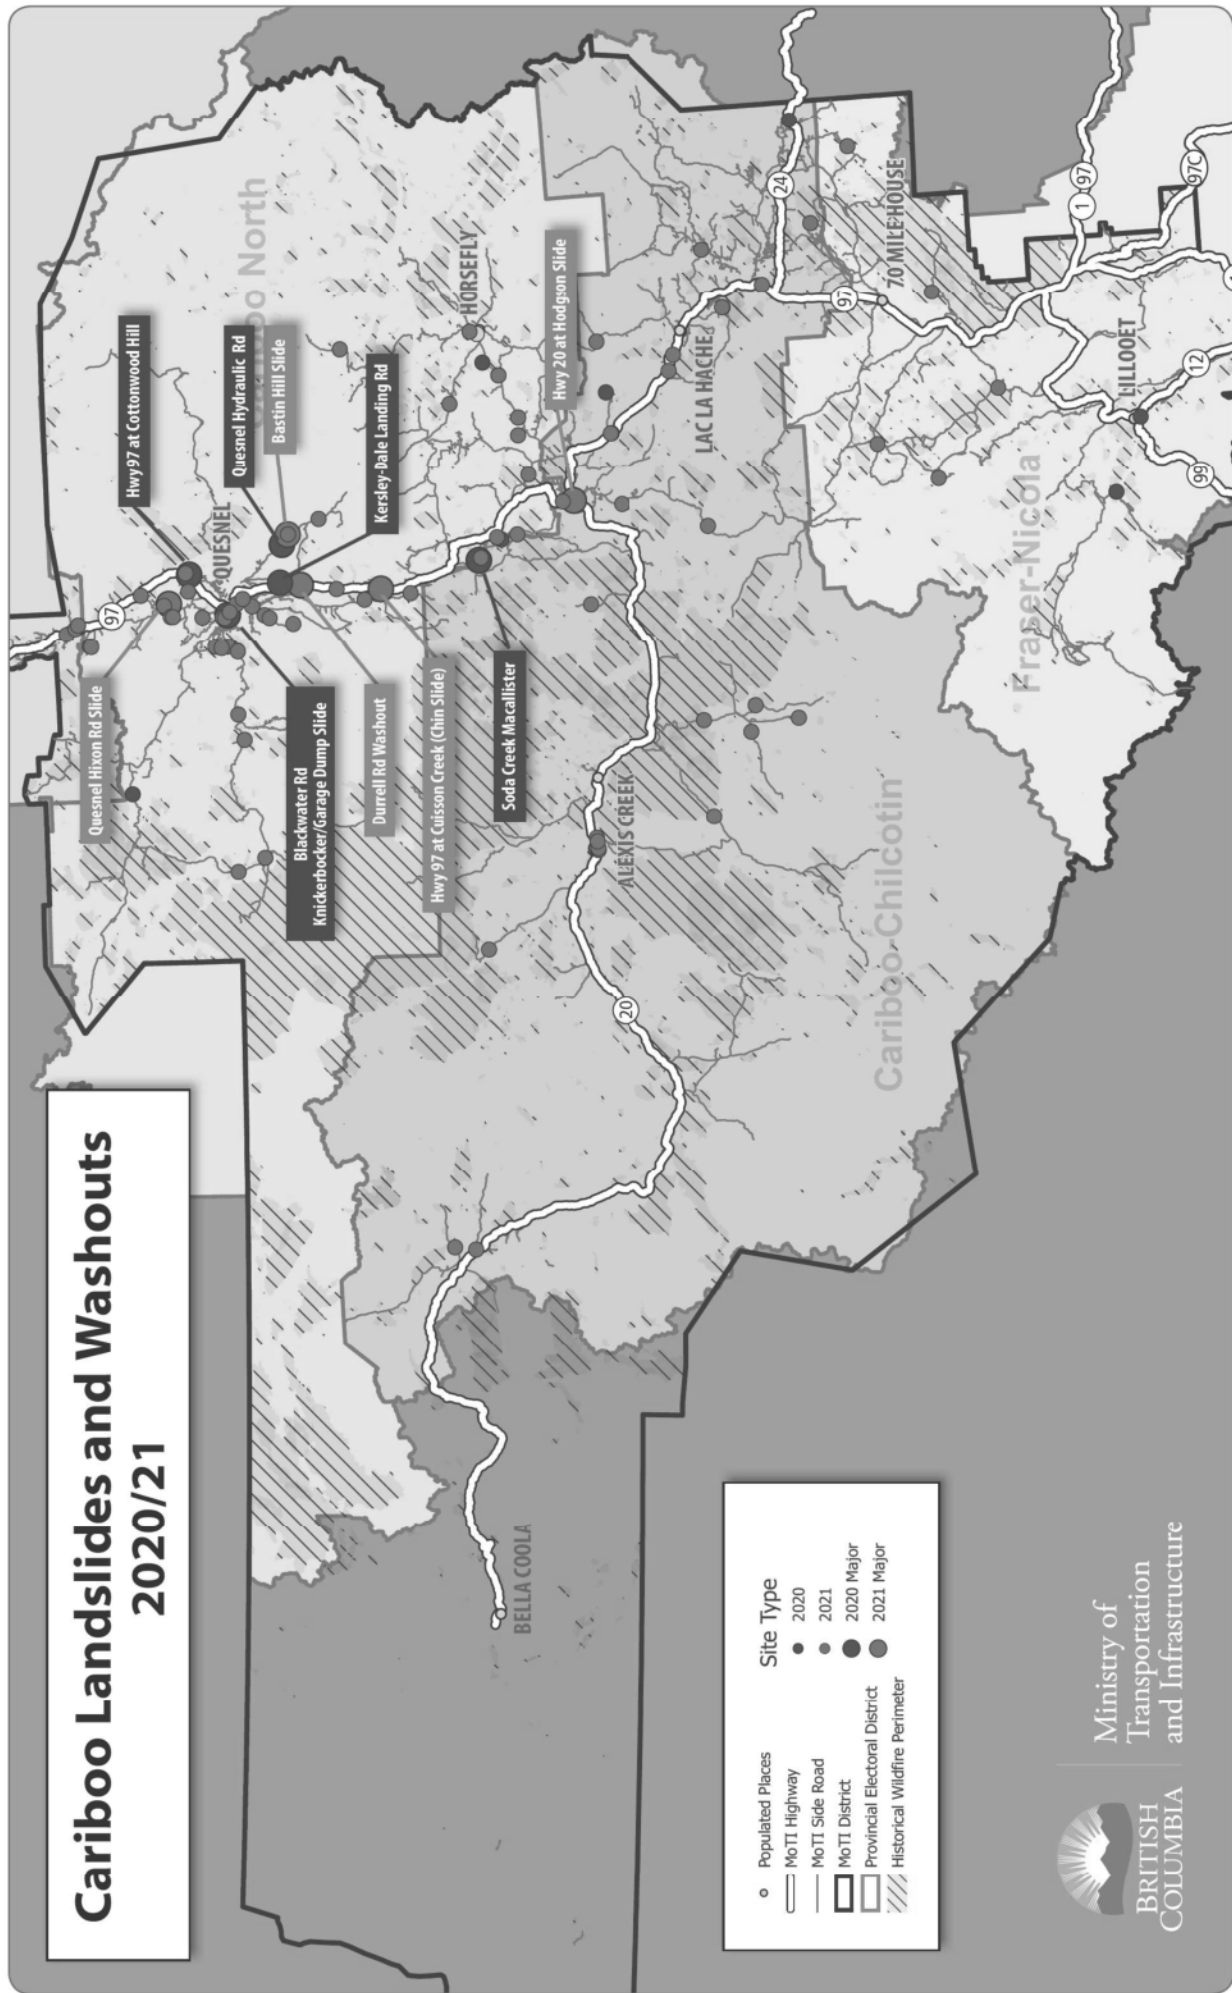 Cariboo Landslides and Washouts
2020/21
Cariboo North
Hwy97 at Cottonwood Hill
Quesnel Hydraulic Rd
Bastin Hill Slide
Kersley-Dale Landing Rd
Hwy 20 at Hodgson Slide
Quesnel Hixon Rd Slide
Blackwater Rd
Knickerbocker/Garage Dump Slide
Durrell Rd Washout
Hwy 97 at Cuisson Creek (Chin Slide)
Soda Creek Macallister
QUESNEL
HORSEFLY
LAC LA HACHE
70 MILE HOUSE
LILLOOET
ALEXIS CREEK
BELLA COOLA
Cariboo-Chilcotin
Fraser-Nicola
97
20
24
97
1
97
97C
12
99
Populated Places
MoTI Highway
MoTI Side Road
MoTI District
Provincial Electoral District
Historical Wildfire Perimeter
Site Type
2020
2021
2020 Major
2021 Major
BRITISH
COLUMBIA
Ministry of
Transportation
and Infrastructure